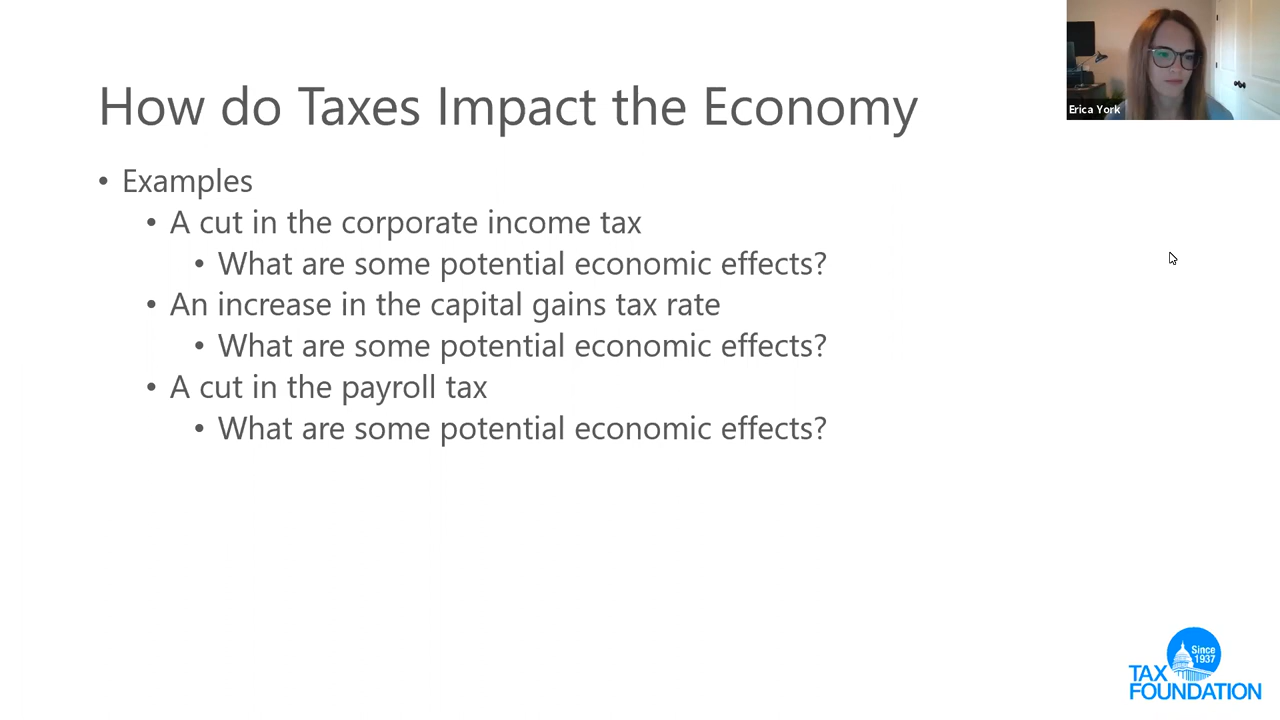 How do Taxes Impact the Economy
Erica York
• Examples
• A cut in the corporate income tax
• What are some potential economic effects?
• An increase in the capital gains tax rate
• What are some potential economic effects?
• A cut in the payroll tax
• What are some potential economic effects?
Since
1937
TAX
FOUNDATION